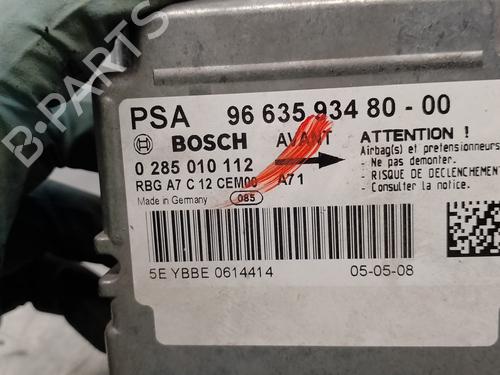 B-PARTS
PSA 96 635 934 80-00
BOSCH AVANT
0 285 010 112
RBG A7 C 12 CEM00 A71
Made in Germany 085
ATTENTION !
Airbag(s) et pretensionneurs
- Ne pas demonter.
- RISQUE DE DECLENCHEMENT
- Consulter la notice.
5E YBBE 0614414 05-05-08